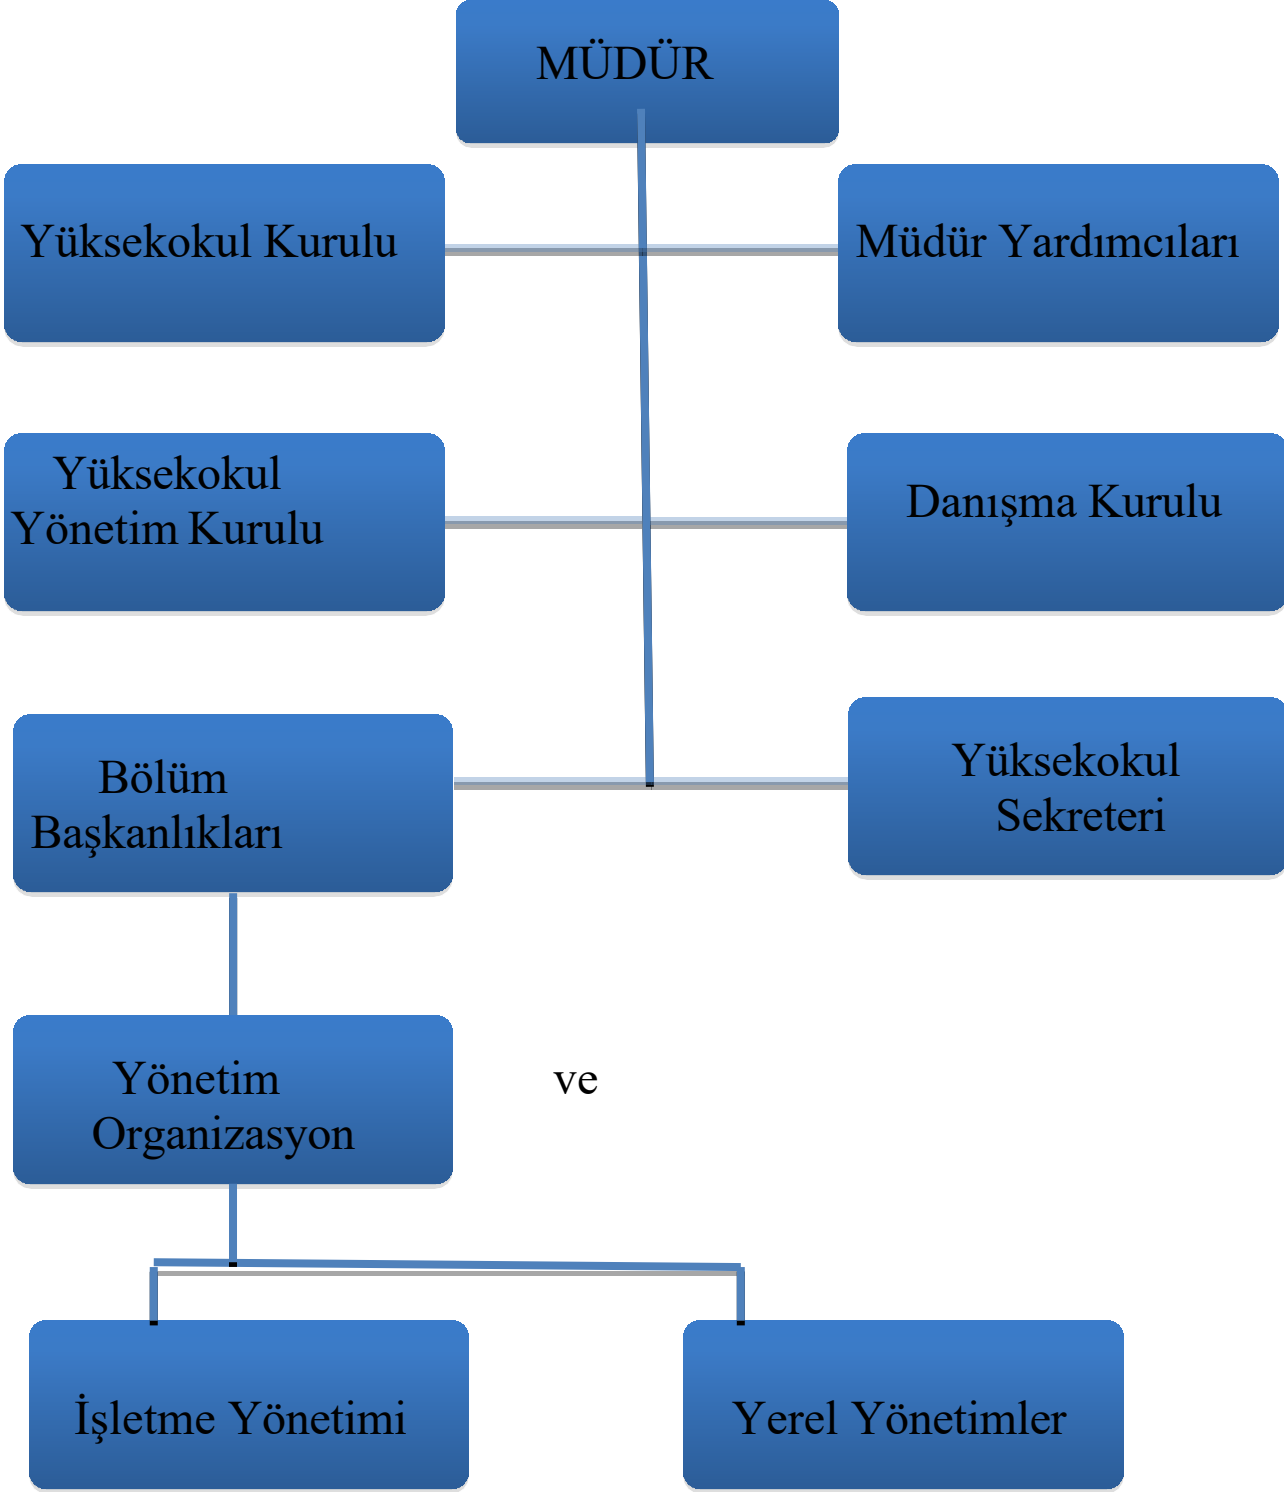 MÜDÜR
Yüksekokul Kurulu
Müdür Yardımcıları
Yüksekokul
Yönetim Kurulu
Danışma Kurulu
Bölüm
Başkanlıkları
Yüksekokul
Sekreteri
Yönetim ve
Organizasyon
İşletme Yönetimi
Yerel Yönetimler